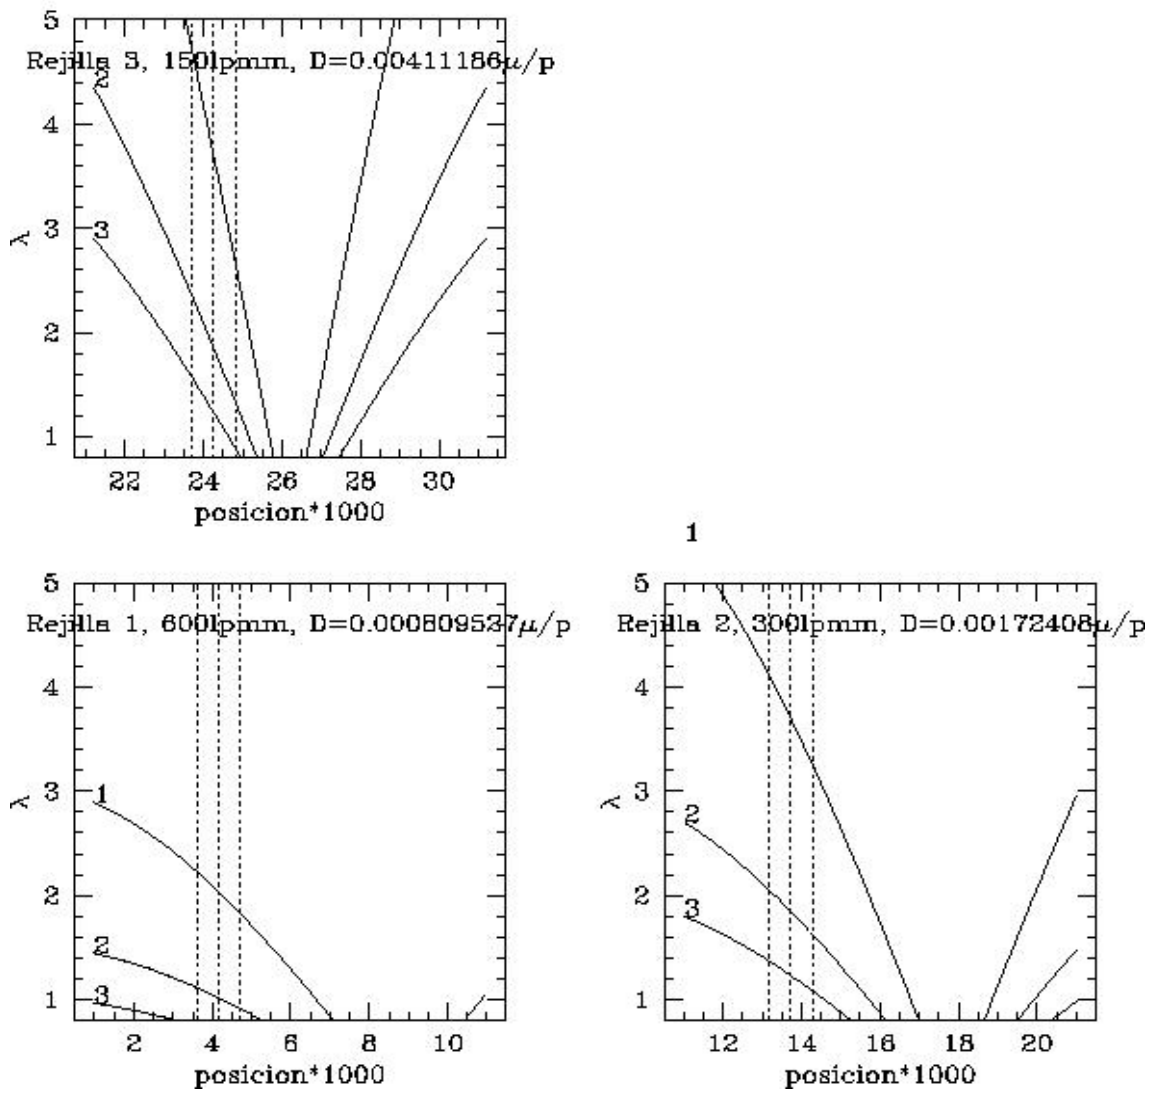 5
Rejilla 3, 150lpmm, D=0.00411186μ/p
2
4
3
3
λ
2
1
22 24 26 28 30
posicion*1000
1
5
Rejilla 1, 600lpmm, D=0.000809527μ/p
4
3
1
λ
2
2
3
1
2 4 6 8 10
posicion*1000
5
Rejilla 2, 300lpmm, D=0.00172408μ/p
4
3
2
λ
2
3
1
12 14 16 18 20
posicion*1000